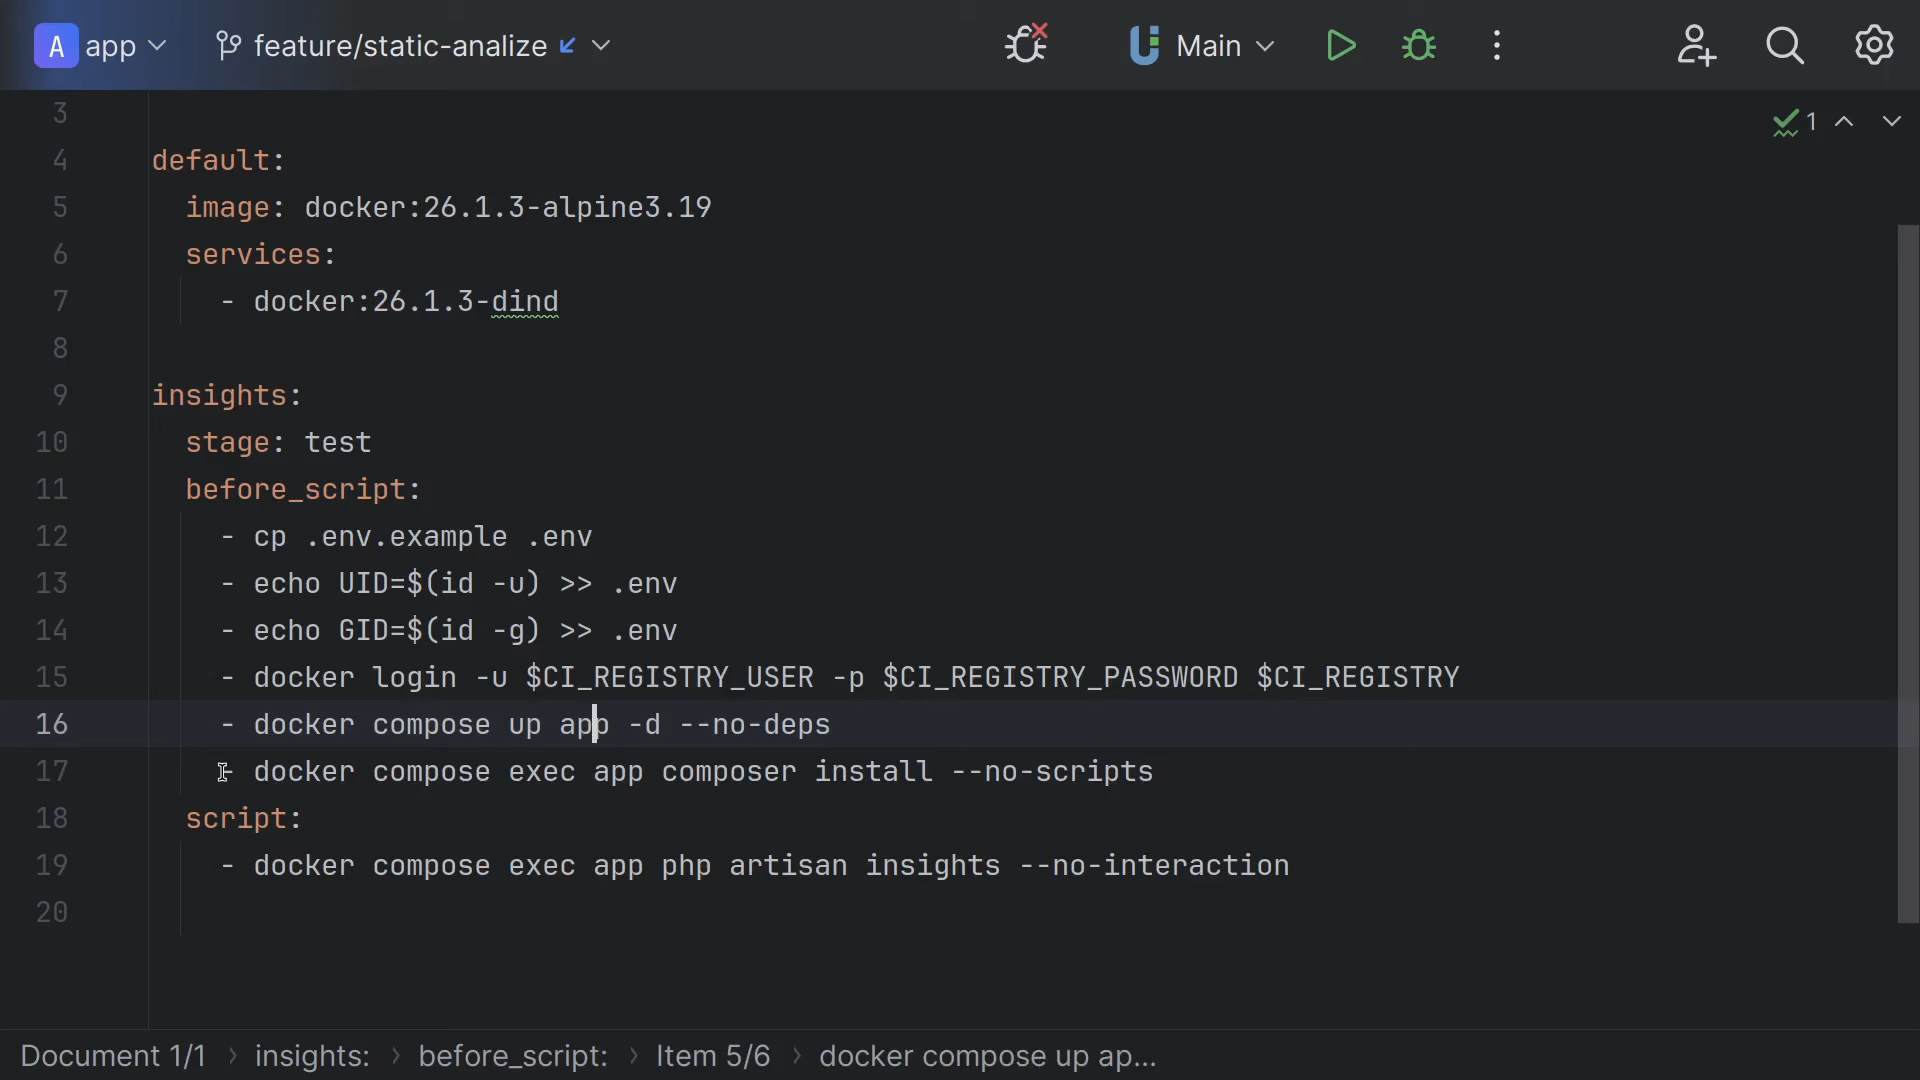 A app feature/static-analize Main
1
3
4 default:
5 image: docker:26.1.3-alpine3.19
6 services:
7 - docker:26.1.3-dind
8
9 insights:
10 stage: test
11 before_script:
12 - cp .env.example .env
13 - echo UID=$(id -u) >> .env
14 - echo GID=$(id -g) >> .env
15 - docker login -u $CI_REGISTRY_USER -p $CI_REGISTRY_PASSWORD $CI_REGISTRY
16 - docker compose up app -d --no-deps
17 - docker compose exec app composer install --no-scripts
18 script:
19 - docker compose exec app php artisan insights --no-interaction
20
Document 1/1 › insights: › before_script: › Item 5/6 › docker compose up ap...